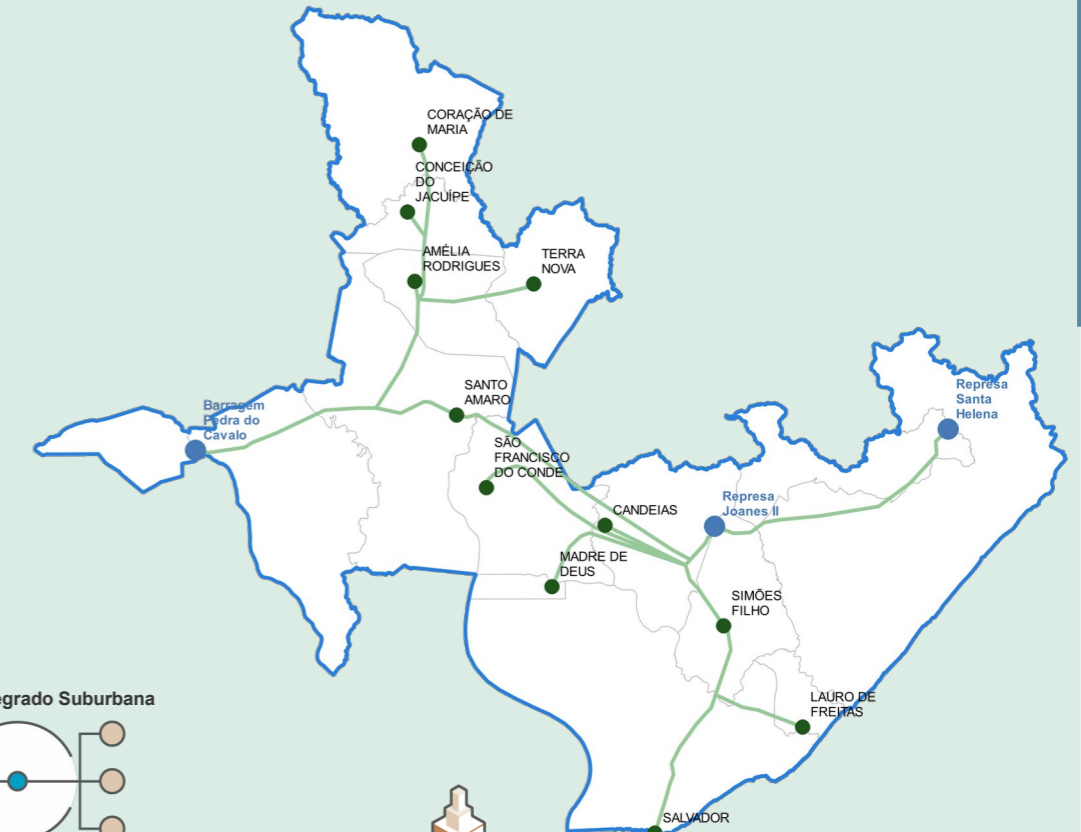 CORAÇÃO DE
MARIA
CONCEIÇÃO
DO
JACUÍPE
AMÉLIA
RODRIGUES
TERRA
NOVA
SANTO
AMARO
Barragem
Pedra do
Cavalo
Represa
Santa
Helena
SÃO
FRANCISCO
DO CONDE
CANDEIAS
Represa
Joanes II
MADRE DE
DEUS
SIMÕES
FILHO
LAURO DE
FREITAS
egrado Suburbana
SALVADOR